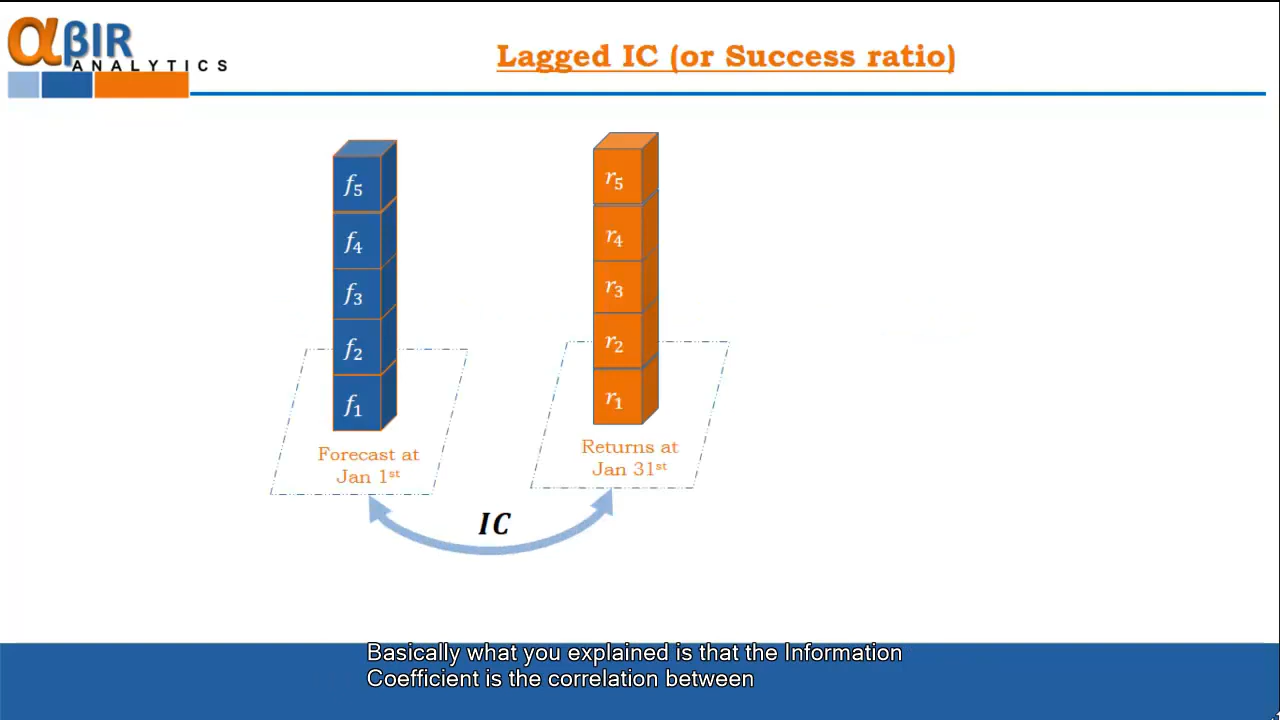 αβIR
ANALYTICS
Lagged IC (or Success ratio)
f5
f4
f3
f2
f1
Forecast at
Jan 1st
r5
r4
r3
r2
r1
Returns at
Jan 31st
IC
Basically what you explained is that the Information
Coefficient is the correlation between